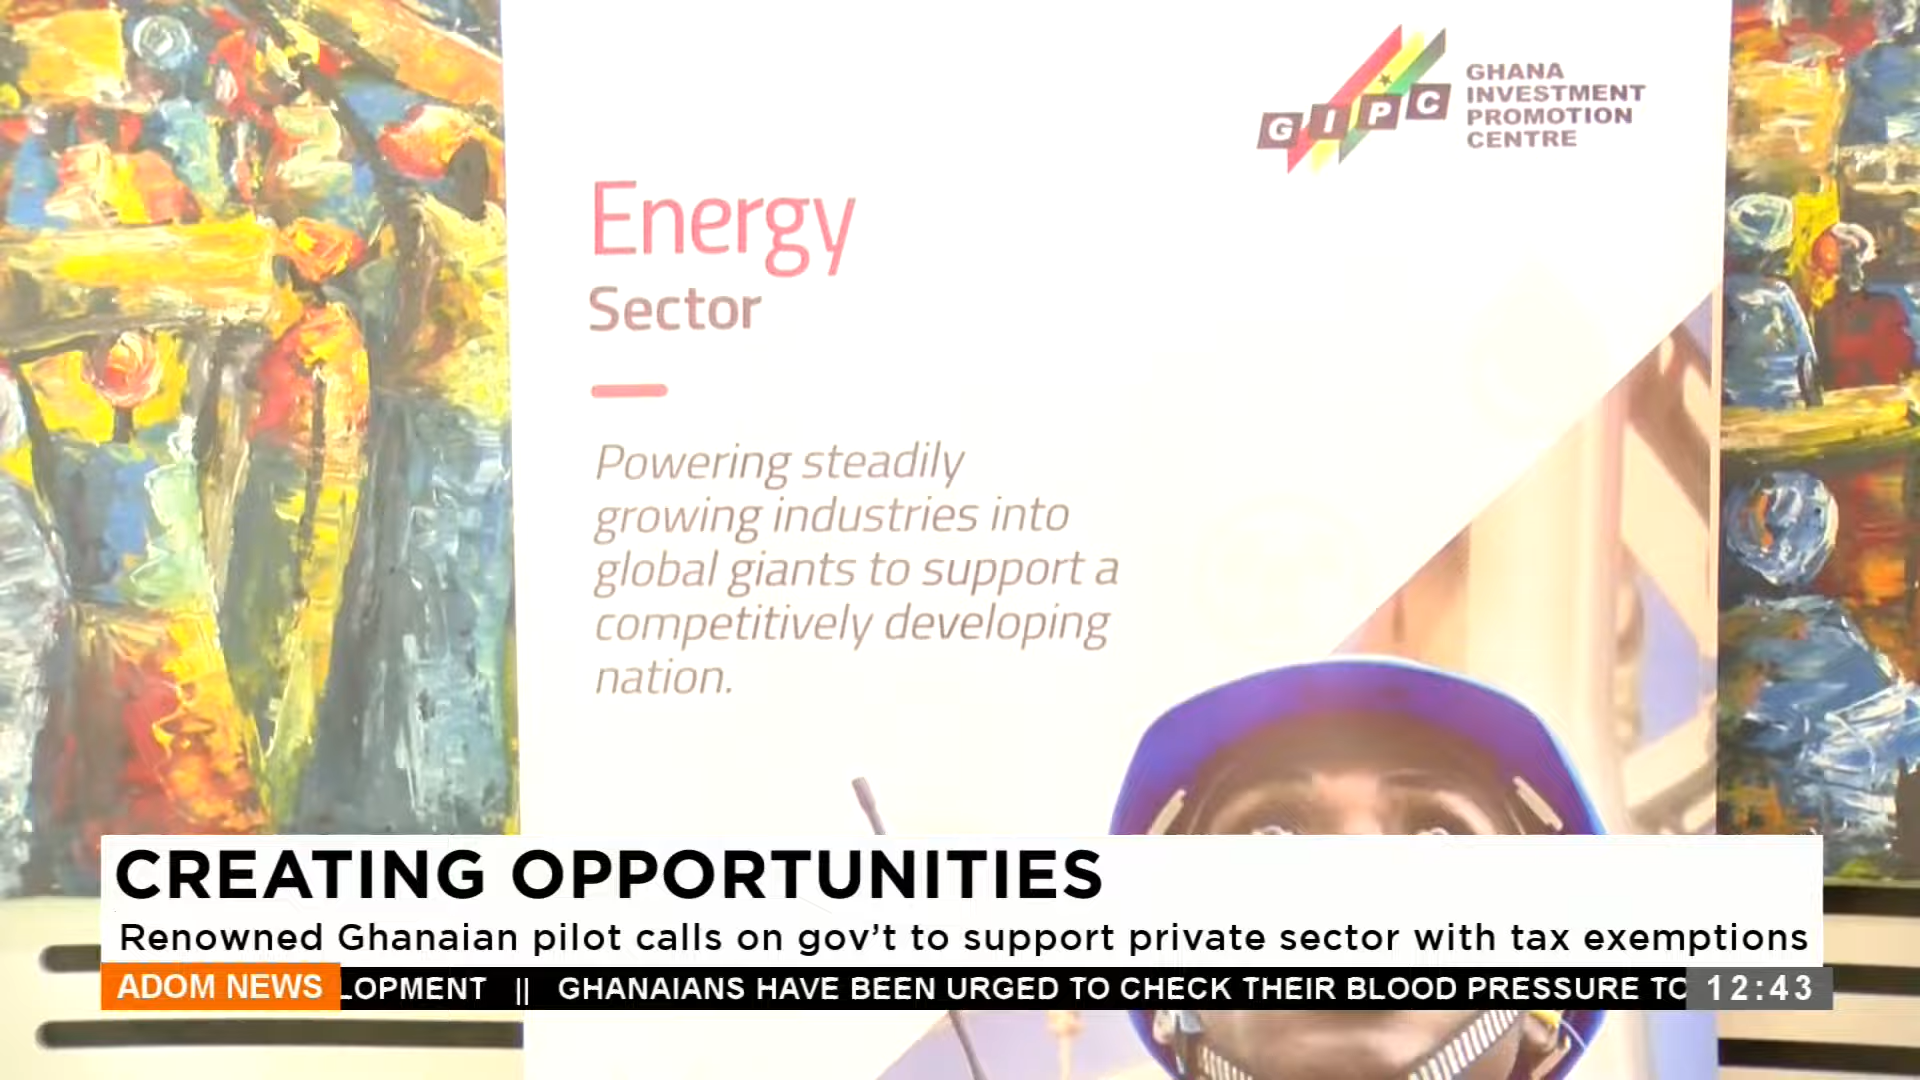 G I P C
GHANA
INVESTMENT
PROMOTION
CENTRE
Energy
Sector
Powering steadily
growing industries into
global giants to support a
competitively developing
nation.
CREATING OPPORTUNITIES
Renowned Ghanaian pilot calls on gov't to support private sector with tax exemptions
ADOM NEWS
LOPMENT || GHANAIANS HAVE BEEN URGED TO CHECK THEIR BLOOD PRESSURE TO
12:43